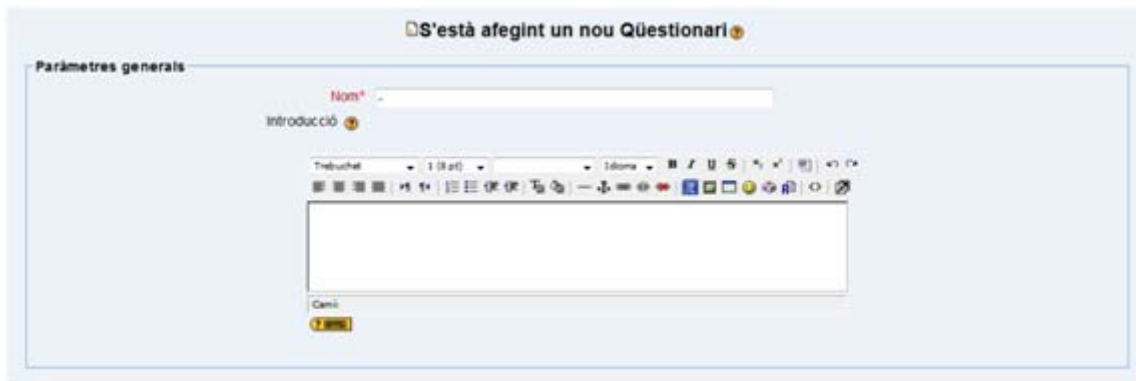 S'està afegint un nou Qüestionari
Paràmetres generals
Nom*
Introducció
Trebuchet 1 (8 pt) Idioma B I U S
Camí: